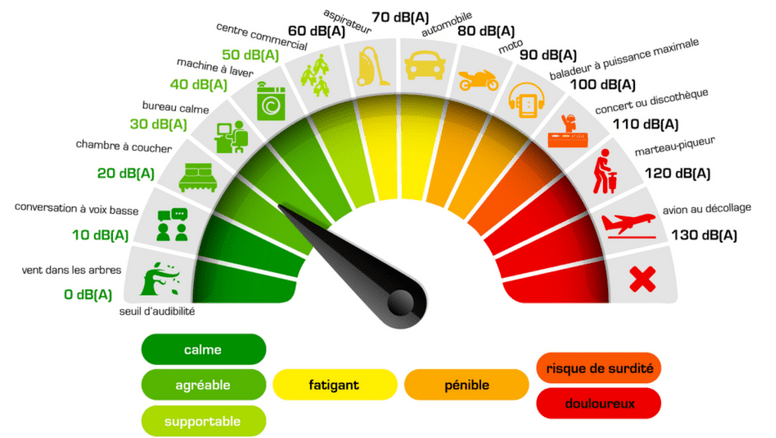 0 dB(A)
seuil d'audibilité
vent dans les arbres
10 dB(A)
conversation à voix basse
20 dB(A)
chambre à coucher
30 dB(A)
bureau calme
40 dB(A)
machine à laver
50 dB(A)
centre commercial
60 dB(A)
aspirateur
70 dB(A)
automobile
80 dB(A)
moto
90 dB(A)
baladeur à puissance maximale
100 dB(A)
concert ou discothèque
110 dB(A)
marteau-piqueur
120 dB(A)
avion au décollage
130 dB(A)
calme
agréable
supportable
fatigant
pénible
risque de surdité
douloureux